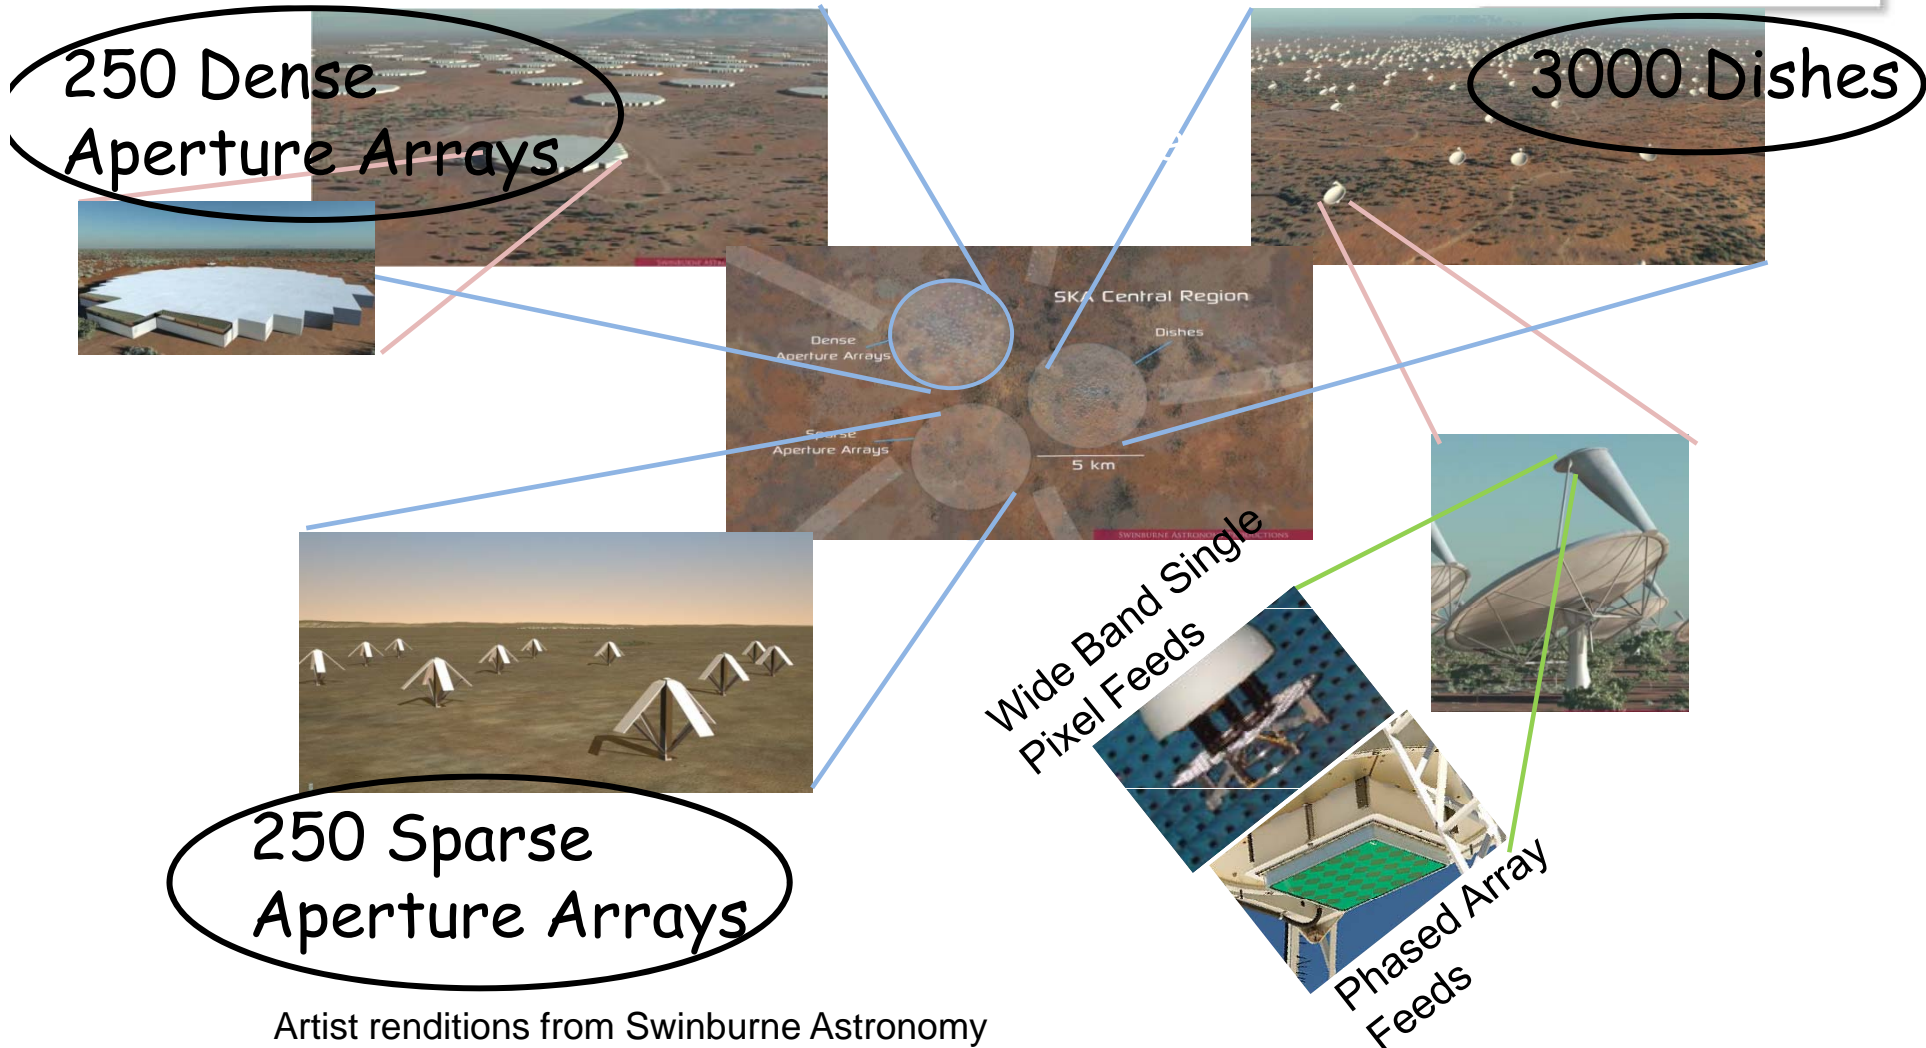 250 Dense
Aperture Arrays
3000 Dishes
SKA Central Region
Dense
Aperture Arrays
Dishes
Sparse
Aperture Arrays
5 km
Wide Band Single
Pixel Feeds
Phased Array
Feeds
250 Sparse
Aperture Arrays
Artist renditions from Swinburne Astronomy